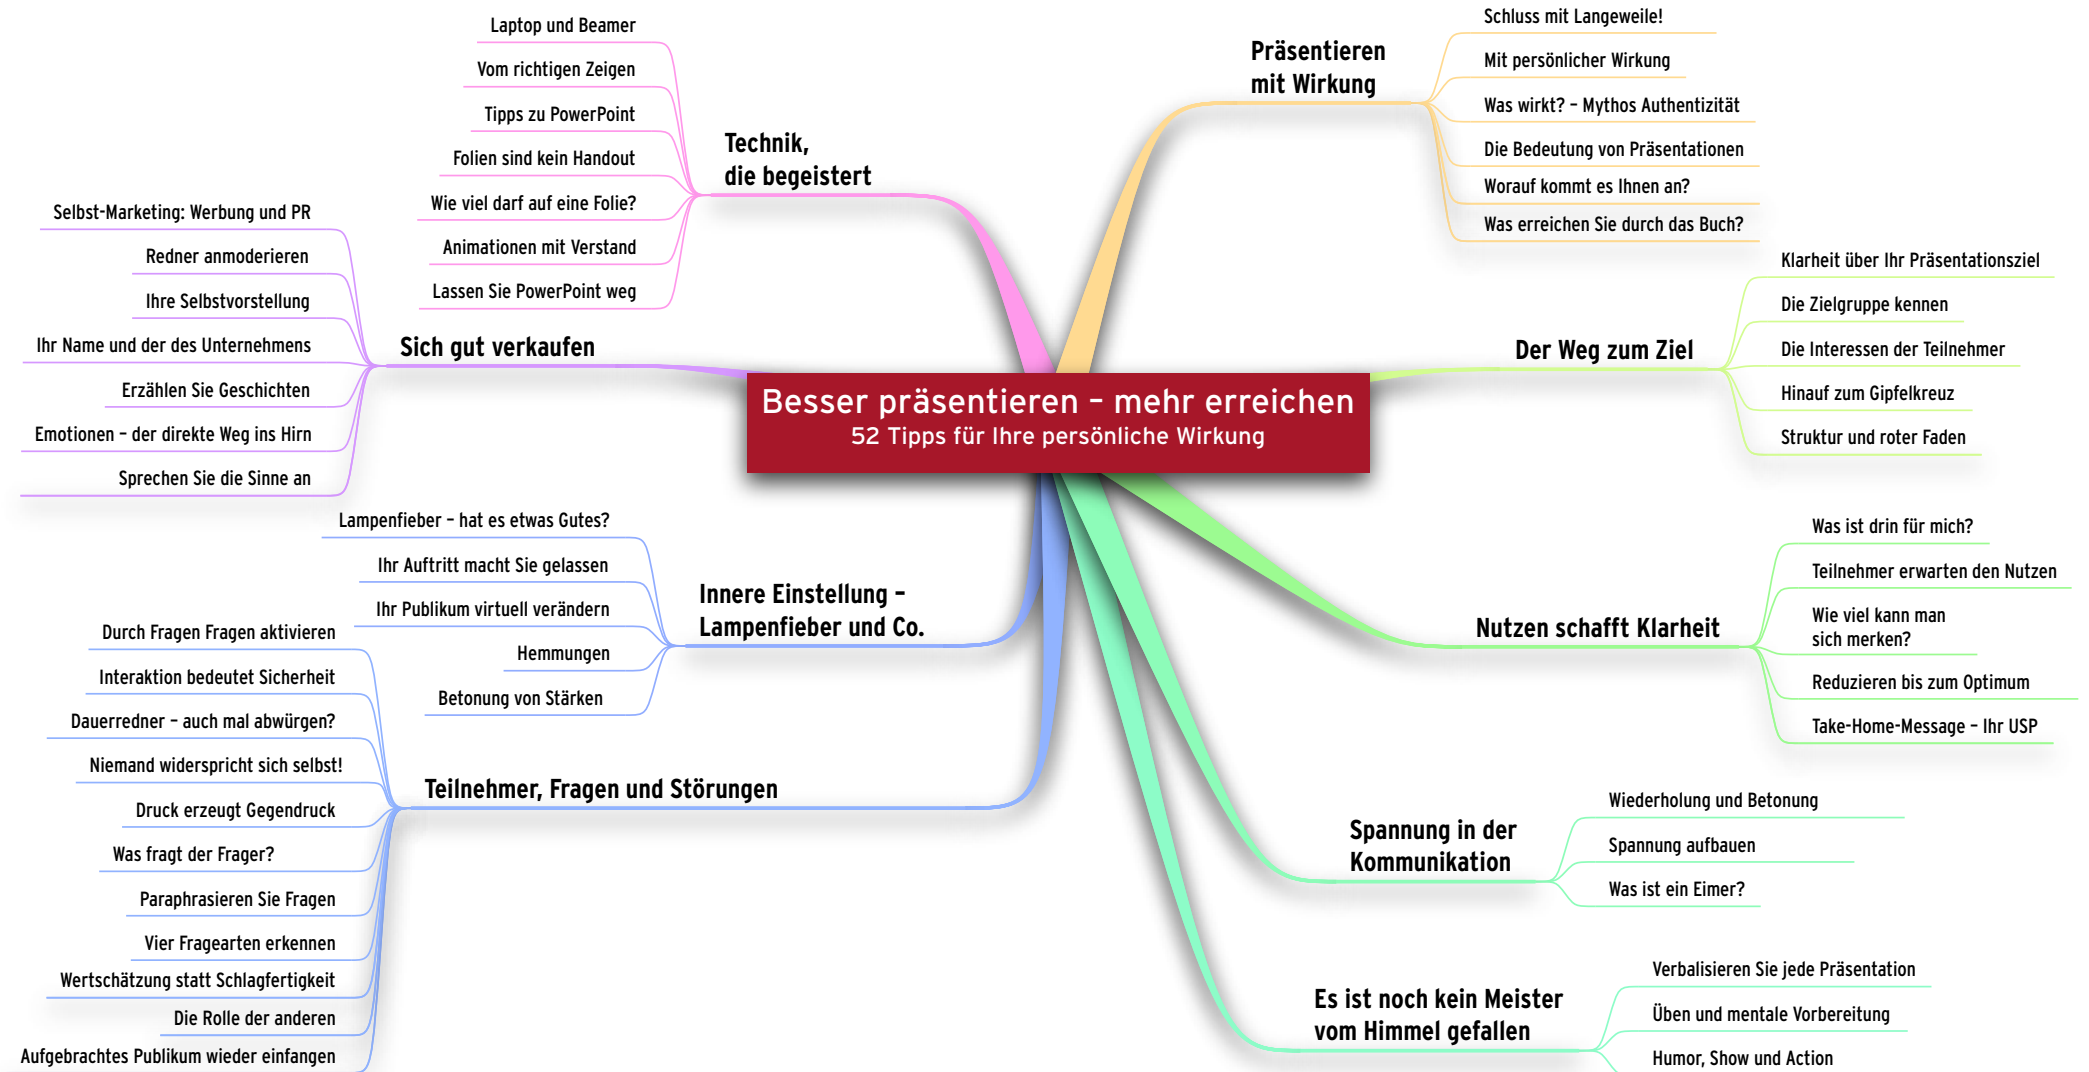 Besser präsentieren – mehr erreichen
52 Tipps für Ihre persönliche Wirkung
Präsentieren
mit Wirkung
Schluss mit Langeweile!
Mit persönlicher Wirkung
Was wirkt? – Mythos Authentizität
Die Bedeutung von Präsentationen
Worauf kommt es Ihnen an?
Was erreichen Sie durch das Buch?
Der Weg zum Ziel
Klarheit über Ihr Präsentationsziel
Die Zielgruppe kennen
Die Interessen der Teilnehmer
Hinauf zum Gipfelkreuz
Struktur und roter Faden
Nutzen schafft Klarheit
Was ist drin für mich?
Teilnehmer erwarten den Nutzen
Wie viel kann man
sich merken?
Reduzieren bis zum Optimum
Take-Home-Message – Ihr USP
Spannung in der
Kommunikation
Wiederholung und Betonung
Spannung aufbauen
Was ist ein Eimer?
Es ist noch kein Meister
vom Himmel gefallen
Verbalisieren Sie jede Präsentation
Üben und mentale Vorbereitung
Humor, Show und Action
Technik,
die begeistert
Laptop und Beamer
Vom richtigen Zeigen
Tipps zu PowerPoint
Folien sind kein Handout
Wie viel darf auf eine Folie?
Animationen mit Verstand
Lassen Sie PowerPoint weg
Sich gut verkaufen
Selbst-Marketing: Werbung und PR
Redner anmoderieren
Ihre Selbstvorstellung
Ihr Name und der des Unternehmens
Erzählen Sie Geschichten
Emotionen – der direkte Weg ins Hirn
Sprechen Sie die Sinne an
Innere Einstellung –
Lampenfieber und Co.
Lampenfieber – hat es etwas Gutes?
Ihr Auftritt macht Sie gelassen
Ihr Publikum virtuell verändern
Hemmungen
Betonung von Stärken
Teilnehmer, Fragen und Störungen
Durch Fragen Fragen aktivieren
Interaktion bedeutet Sicherheit
Dauerredner – auch mal abwürgen?
Niemand widerspricht sich selbst!
Druck erzeugt Gegendruck
Was fragt der Frager?
Paraphrasieren Sie Fragen
Vier Fragearten erkennen
Wertschätzung statt Schlagfertigkeit
Die Rolle der anderen
Aufgebrachtes Publikum wieder einfangen